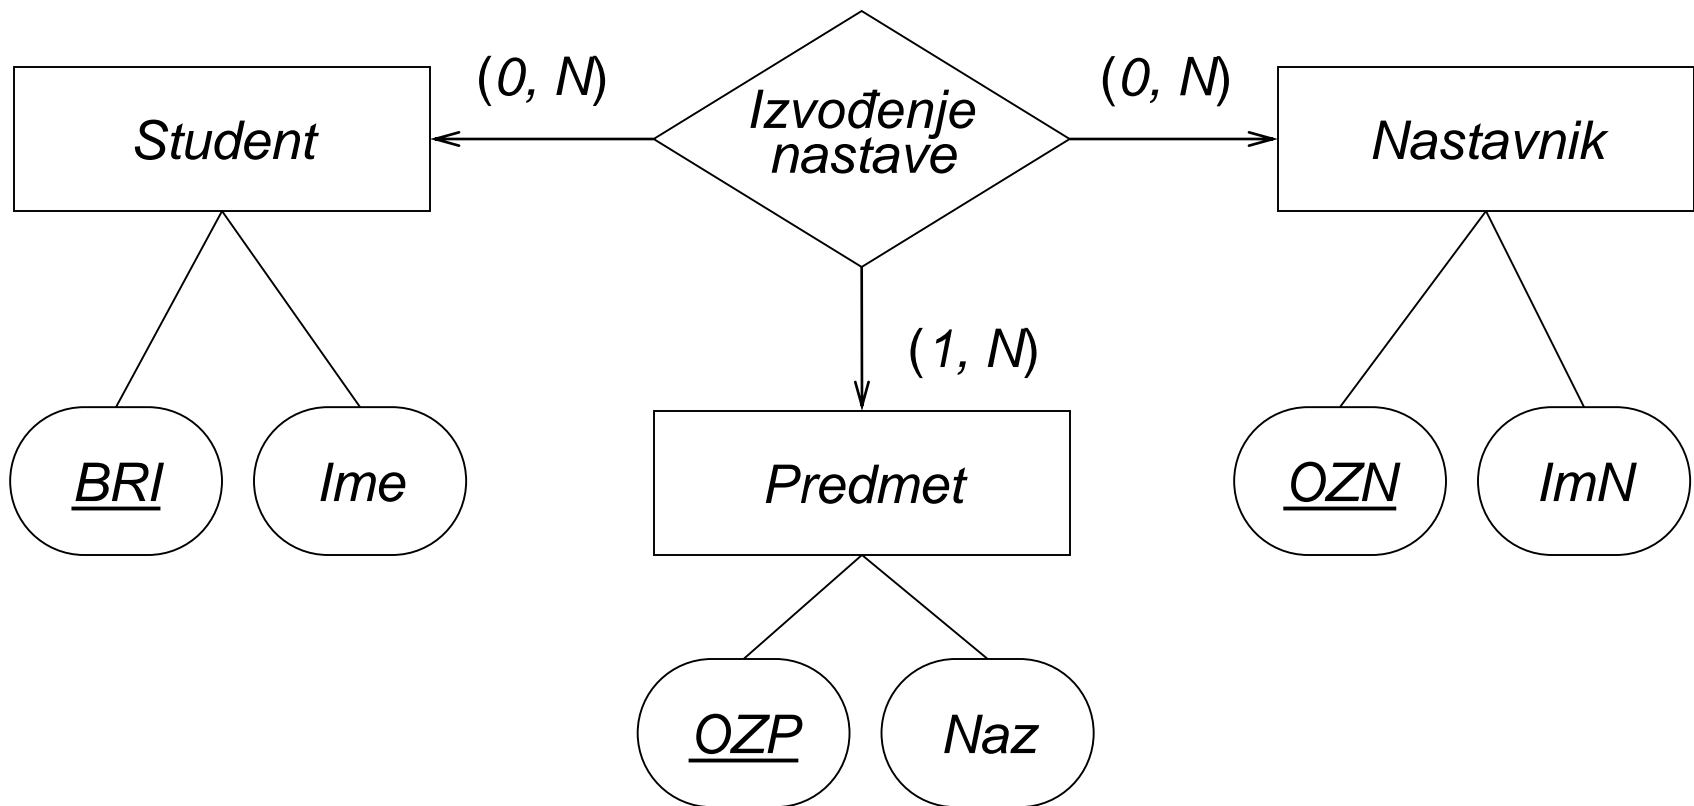 Student
(0, N)
Izvođenje
nastave
(0, N)
Nastavnik
(1, N)
Predmet
BRI
Ime
OZN
ImN
OZP
Naz